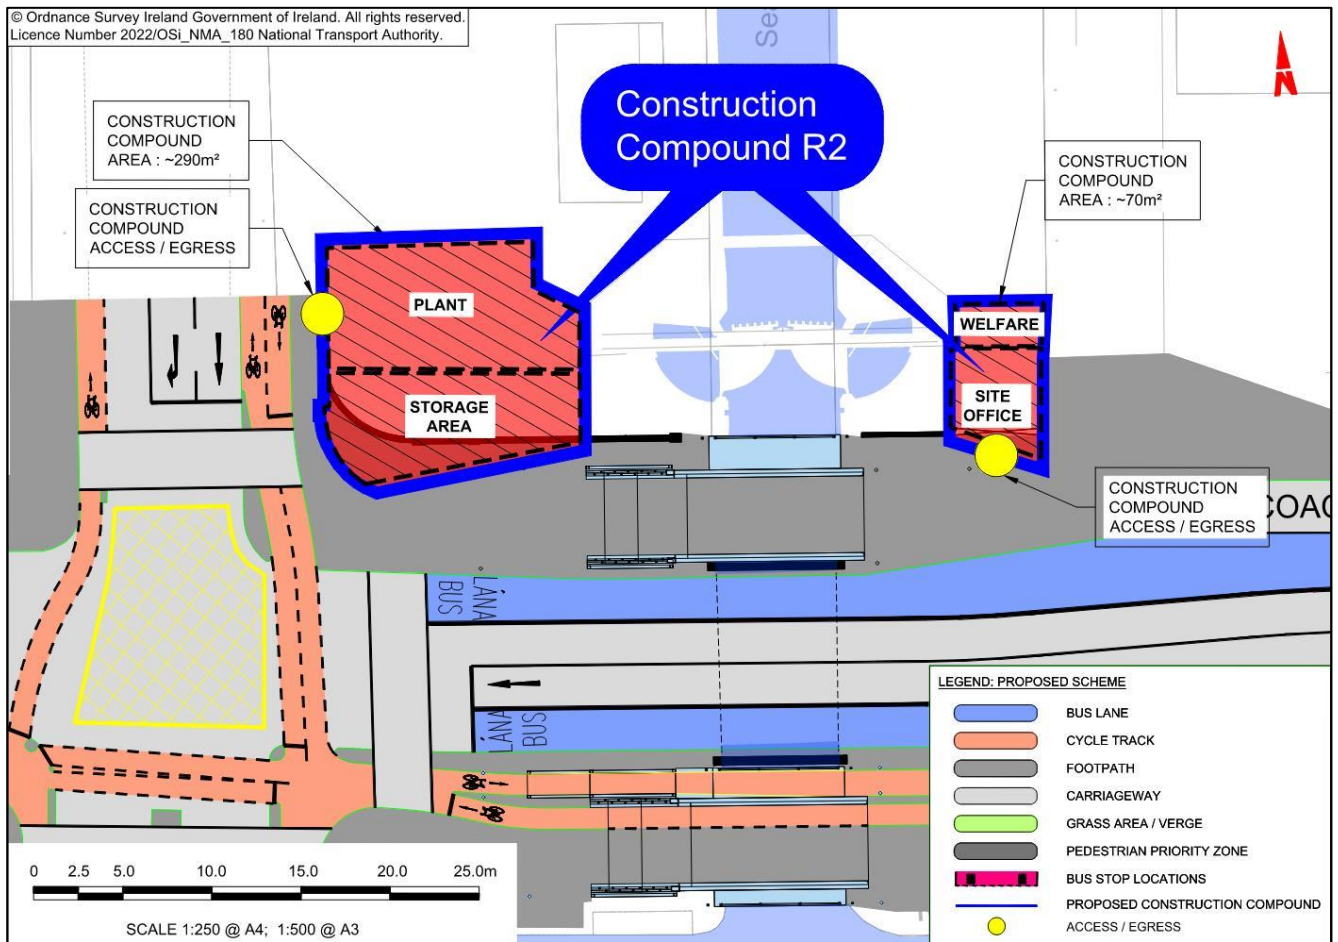 © Ordnance Survey Ireland Government of Ireland. All rights reserved.
Licence Number 2022/OSi_NMA_180 National Transport Authority.
Sea
N
Construction
Compound R2
CONSTRUCTION
COMPOUND
AREA : ~290m²
CONSTRUCTION
COMPOUND
ACCESS / EGRESS
CONSTRUCTION
COMPOUND
AREA : ~70m²
PLANT
STORAGE
AREA
WELFARE
SITE
OFFICE
CONSTRUCTION
COMPOUND
ACCESS / EGRESS
COAC
LÁNA
BUS
LÁNA
BUS
LEGEND: PROPOSED SCHEME
BUS LANE
CYCLE TRACK
FOOTPATH
CARRIAGEWAY
GRASS AREA / VERGE
PEDESTRIAN PRIORITY ZONE
BUS STOP LOCATIONS
PROPOSED CONSTRUCTION COMPOUND
ACCESS / EGRESS
0 2.5 5.0 10.0 15.0 20.0 25.0m
SCALE 1:250 @ A4; 1:500 @ A3